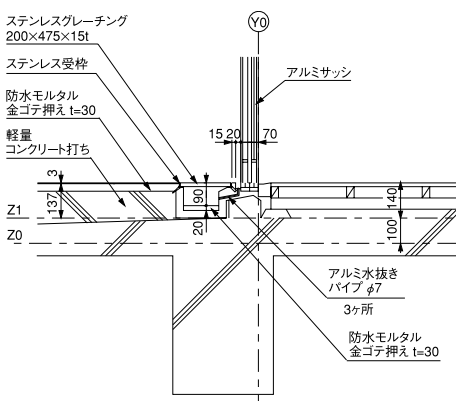 ステンレスグレーチング
200×475×15t
ステンレス受枠
防水モルタル
金ゴテ押え t=30
軽量
コンクリート打ち
Y0
アルミサッシ
15 20 70
3
137
90
20
140
100
Z1
Z0
アルミ水抜き
パイプ φ7
3ヶ所
防水モルタル
金ゴテ押え t=30